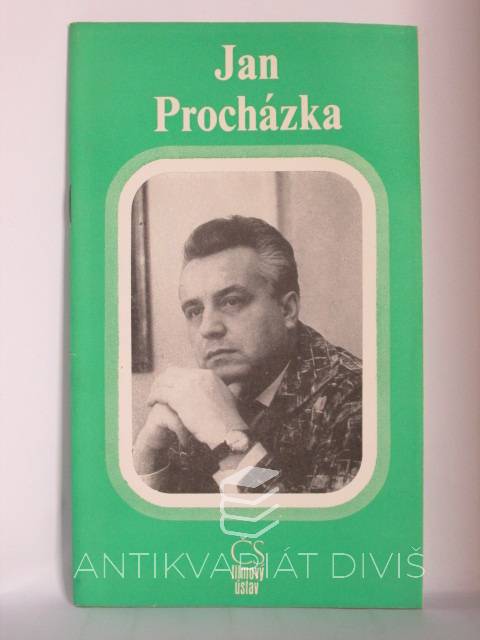 Jan
Procházka
ČS
filmový
ústav
ANTIKVARIÁT DIVIŠ